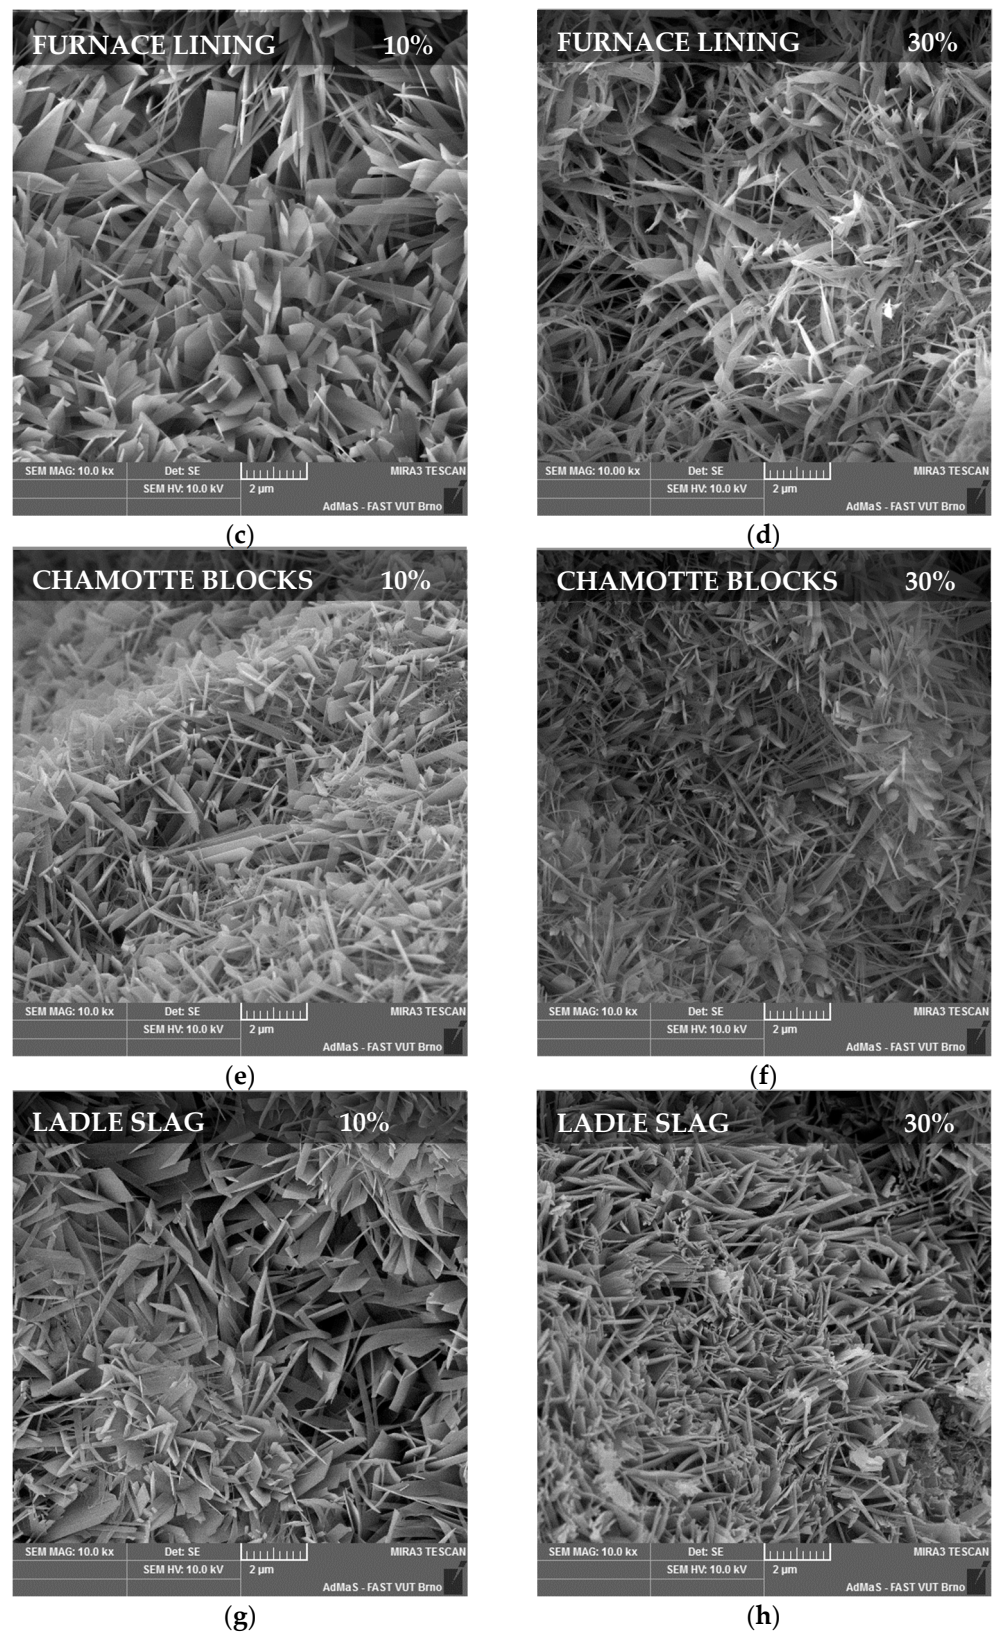 FURNACE LINING 10%
SEM MAG: 10.0 kx Det: SE MIRA3 TESCAN
SEM HV: 10.0 kV 2 µm
AdMaS - FAST VUT Brno
(c)
FURNACE LINING 30%
SEM MAG: 10.00 kx Det: SE MIRA3 TESCAN
SEM HV: 10.0 kV 2 µm
AdMaS - FAST VUT Brno
(d)
CHAMOTTE BLOCKS 10%
SEM MAG: 10.0 kx Det: SE MIRA3 TESCAN
SEM HV: 10.0 kV 2 µm
AdMaS - FAST VUT Brno
(e)
CHAMOTTE BLOCKS 30%
SEM MAG: 10.0 kx Det: SE MIRA3 TESCAN
SEM HV: 10.0 kV 2 µm
AdMaS - FAST VUT Brno
(f)
LADLE SLAG 10%
SEM MAG: 10.0 kx Det: SE MIRA3 TESCAN
SEM HV: 10.0 kV 2 µm
AdMaS - FAST VUT Brno
(g)
LADLE SLAG 30%
SEM MAG: 10.0 kx Det: SE MIRA3 TESCAN
SEM HV: 10.0 kV 2 µm
AdMaS - FAST VUT Brno
(h)